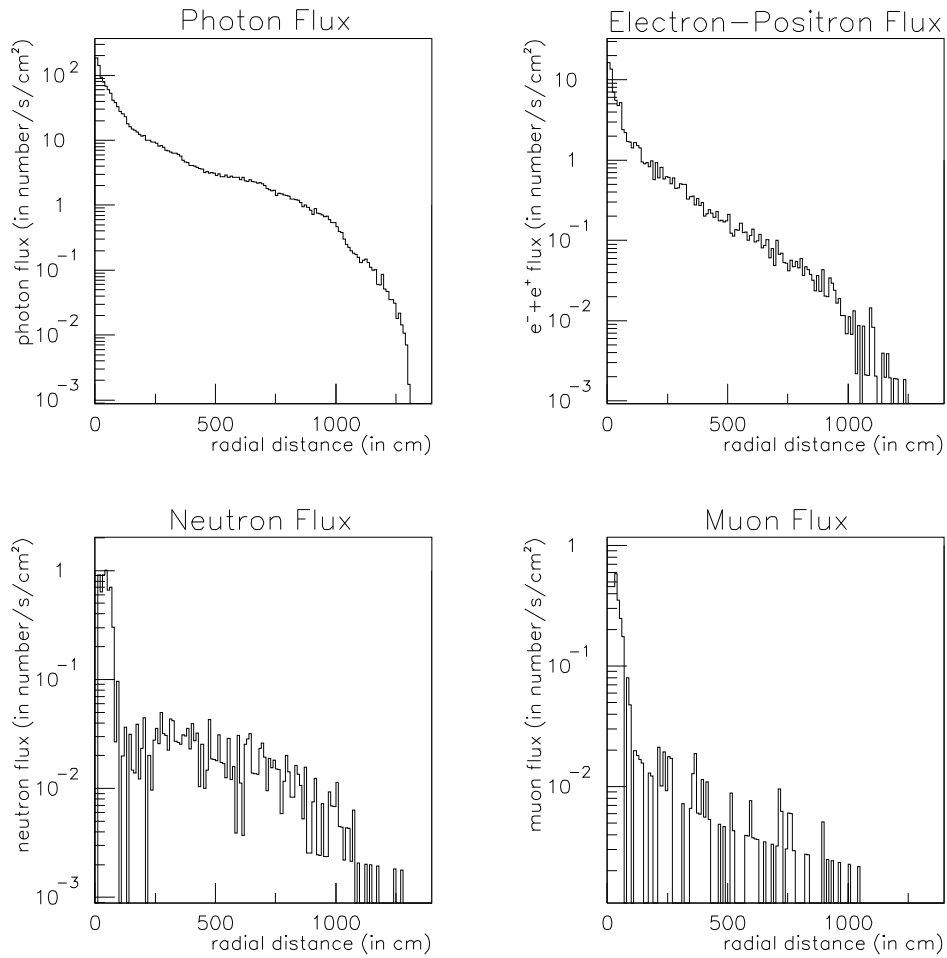 Photon Flux
photon flux (in number/s/cm²)
10²
10
1
10⁻¹
10⁻²
10⁻³
0 500 1000
radial distance (in cm)
Electron−Positron Flux
e⁻+e⁺ flux (in number/s/cm²)
10
1
10⁻¹
10⁻²
10⁻³
0 500 1000
radial distance (in cm)
Neutron Flux
neutron flux (in number/s/cm²)
1
10⁻¹
10⁻²
10⁻³
0 500 1000
radial distance (in cm)
Muon Flux
muon flux (in number/s/cm²)
1
10⁻¹
10⁻²
0 500 1000
radial distance (in cm)